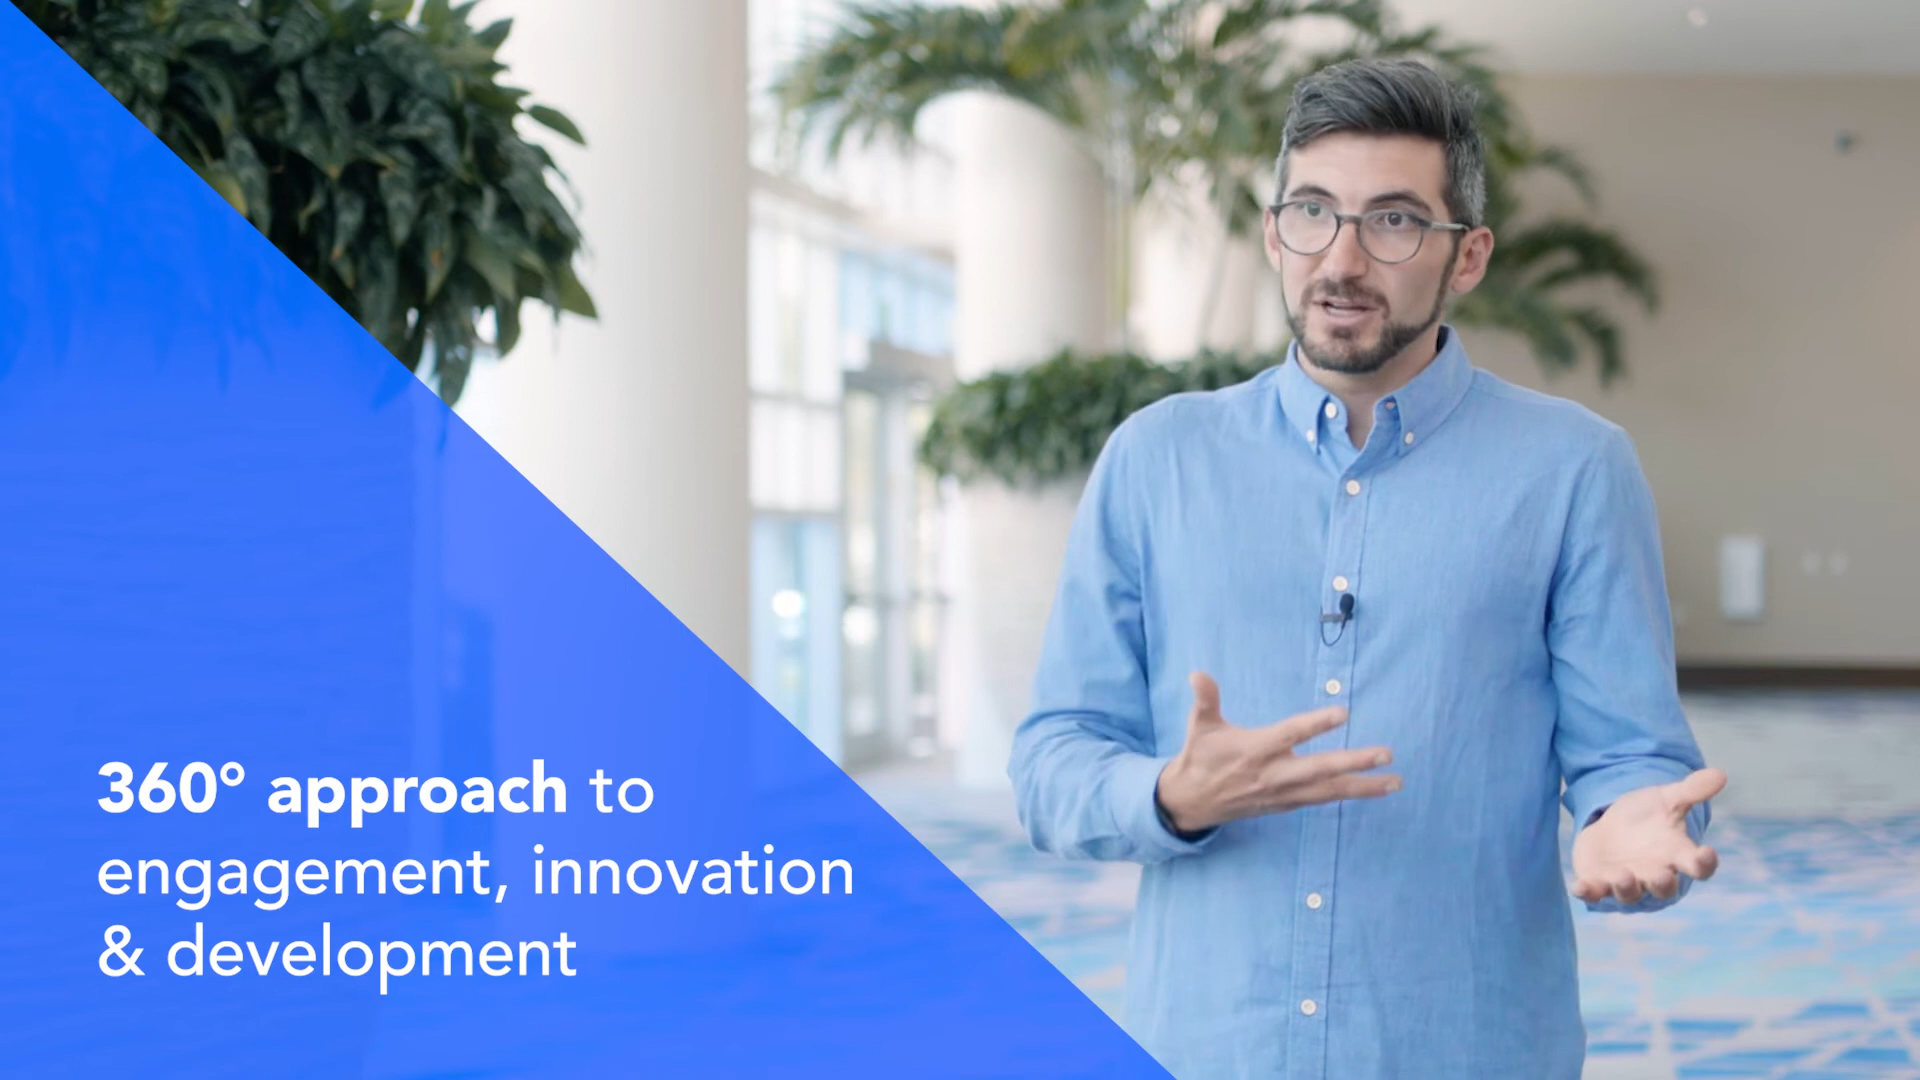 360° approach to
engagement, innovation
& development